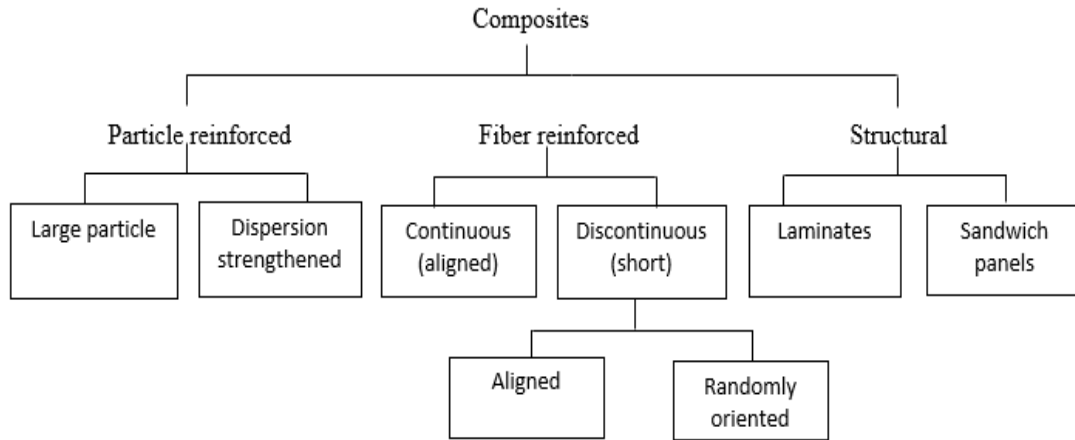 Composites
Particle reinforced
Fiber reinforced
Structural
Large particle
Dispersion
strengthened
Continuous
(aligned)
Discontinuous
(short)
Laminates
Sandwich
panels
Aligned
Randomly
oriented